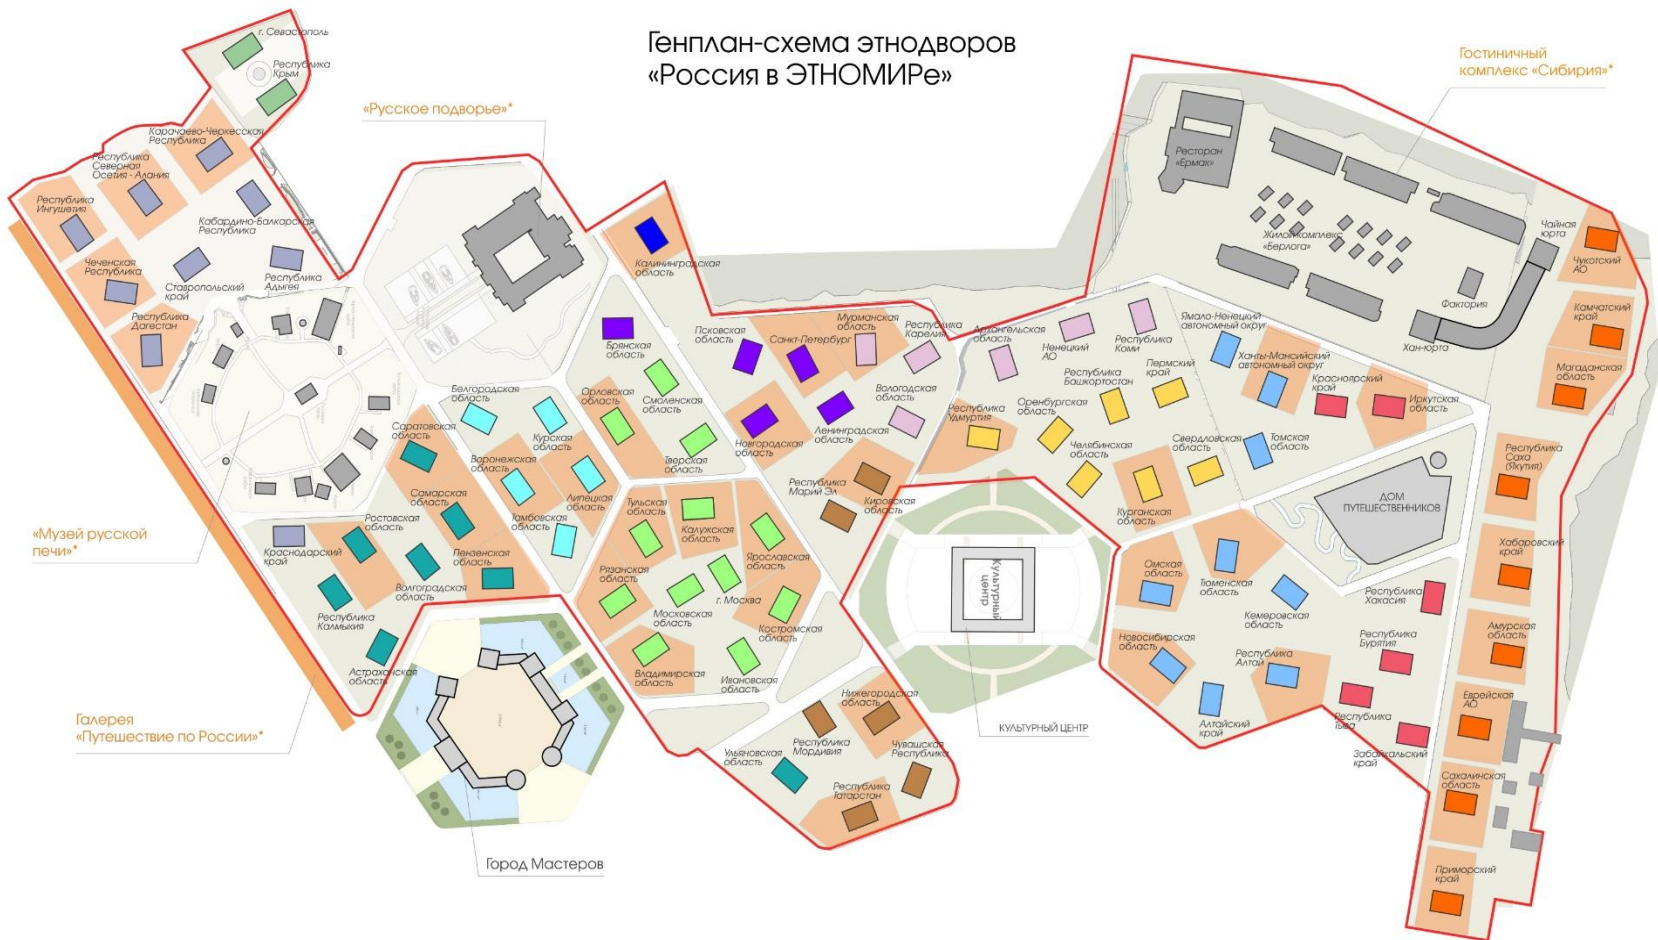 Генплан-схема этнодворов
«Россия в ЭТНОМИРе»
г. Севастополь
Республика
Крым
«Русское подворье»*
Гостиничный
комплекс «Сибирия»*
Карачаево-Черкесская
Республика
Республика
Северная
Осетия - Алания
Республика
Ингушетия
Кабардино-Балкарская
Республика
Чеченская
Республика
Ставропольский
край
Республика
Адыгея
Республика
Дагестан
Калининградская
область
Ресторан
«Ермак»
Жилой комплекс
«Берлога»
Чайная
юрта
Чукотский
АО
Фактория
Хан-юрта
Камчатский
край
Магаданская
область
Брянская
область
Псковская
область
Санкт-Петербург
Мурманская
область
Республика
Карелия
Архангельская
область
Ненецкий
АО
Республика
Коми
Ямало-Ненецкий
автономный округ
Ханты-Мансийский
автономный округ
Красноярский
край
Иркутская
область
Белгородская
область
Орловская
область
Смоленская
область
Вологодская
область
Ленинградская
область
Новгородская
область
Тверская
область
Республика
Удмуртия
Оренбургская
область
Республика
Башкортостан
Пермский
край
Челябинская
область
Свердловская
область
Томская
область
Курганская
область
Саратовская
область
Курская
область
Воронежская
область
Липецкая
область
Тамбовская
область
Самарская
область
Ростовская
область
Пензенская
область
Волгоградская
область
Краснодарский
край
Республика
Калмыкия
Астраханская
область
«Музей русской
печи»*
Галерея
«Путешествие по России»*
Тульская
область
Калужская
область
Ярославская
область
Рязанская
область
г. Москва
Московская
область
Костромская
область
Владимирская
область
Ивановская
область
Республика
Марий Эл
Кировская
область
Культурный
центр
КУЛЬТУРНЫЙ ЦЕНТР
ДОМ
ПУТЕШЕСТВЕННИКОВ
Республика
Саха
(Якутия)
Хабаровский
край
Амурская
область
Еврейская
АО
Сахалинская
область
Приморский
край
Омская
область
Тюменская
область
Кемеровская
область
Республика
Хакасия
Республика
Бурятия
Новосибирская
область
Республика
Алтай
Алтайский
край
Республика
Тыва
Забайкальский
край
Нижегородская
область
Республика
Мордивия
Чувашская
Республика
Ульяновская
область
Республика
Татарстан
Город Мастеров